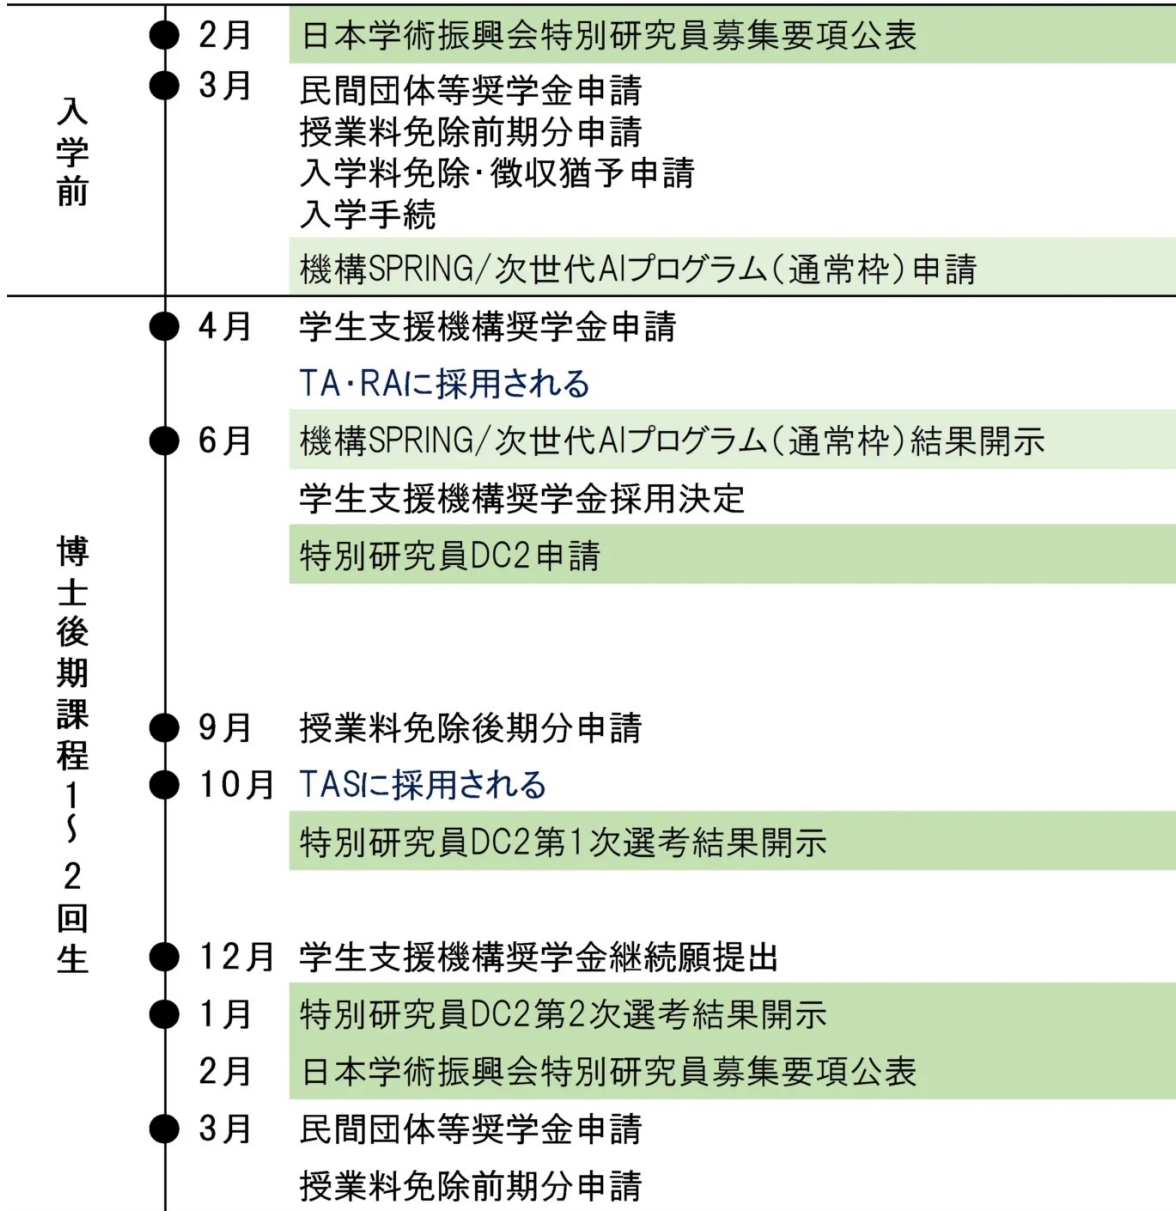 入学前
2月 日本学術振興会特別研究員募集要項公表
3月 民間団体等奨学金申請
授業料免除前期分申請
入学料免除・徴収猶予申請
入学手続
機構SPRING/次世代AIプログラム(通常枠)申請
博士後期課程1~2回生
4月 学生支援機構奨学金申請
TA・RAに採用される
6月 機構SPRING/次世代AIプログラム(通常枠)結果開示
学生支援機構奨学金採用決定
特別研究員DC2申請
9月 授業料免除後期分申請
10月 TASに採用される
特別研究員DC2第1次選考結果開示
12月 学生支援機構奨学金継続願提出
1月 特別研究員DC2第2次選考結果開示
2月 日本学術振興会特別研究員募集要項公表
3月 民間団体等奨学金申請
授業料免除前期分申請